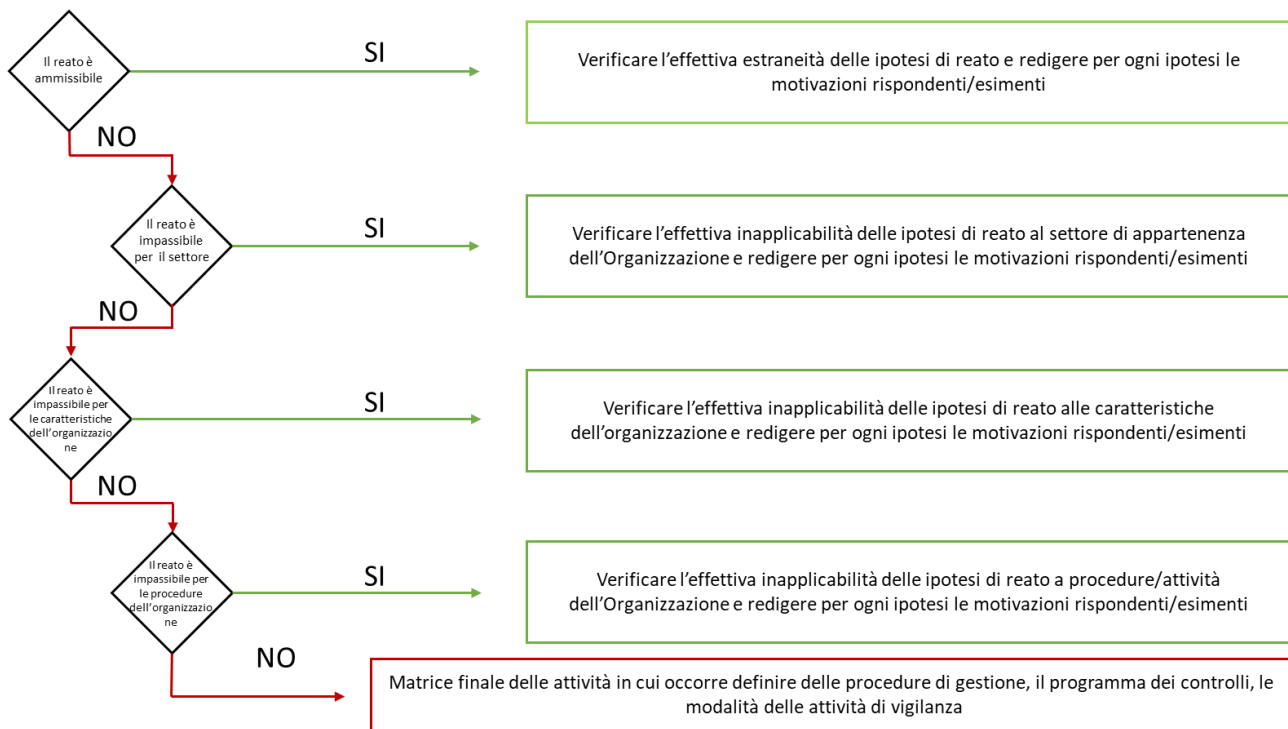 Il reato è
ammissibile
SI
Verificare l’effettiva estraneità delle ipotesi di reato e redigere per ogni ipotesi le
motivazioni rispondenti/esimenti
NO
Il reato è
impassibile
per il settore
SI
Verificare l’effettiva inapplicabilità delle ipotesi di reato al settore di appartenenza
dell’Organizzazione e redigere per ogni ipotesi le motivazioni rispondenti/esimenti
NO
Il reato è
impassibile per
le caratteristiche
dell’organizzazio
ne
SI
Verificare l’effettiva inapplicabilità delle ipotesi di reato alle caratteristiche
dell’organizzazione e redigere per ogni ipotesi le motivazioni rispondenti/esimenti
NO
Il reato è
impassibile per
le procedure
dell’organizzazio
ne
SI
Verificare l’effettiva inapplicabilità delle ipotesi di reato a procedure/attività
dell’Organizzazione e redigere per ogni ipotesi le motivazioni rispondenti/esimenti
NO
Matrice finale delle attività in cui occorre definire delle procedure di gestione, il programma dei controlli, le
modalità delle attività di vigilanza